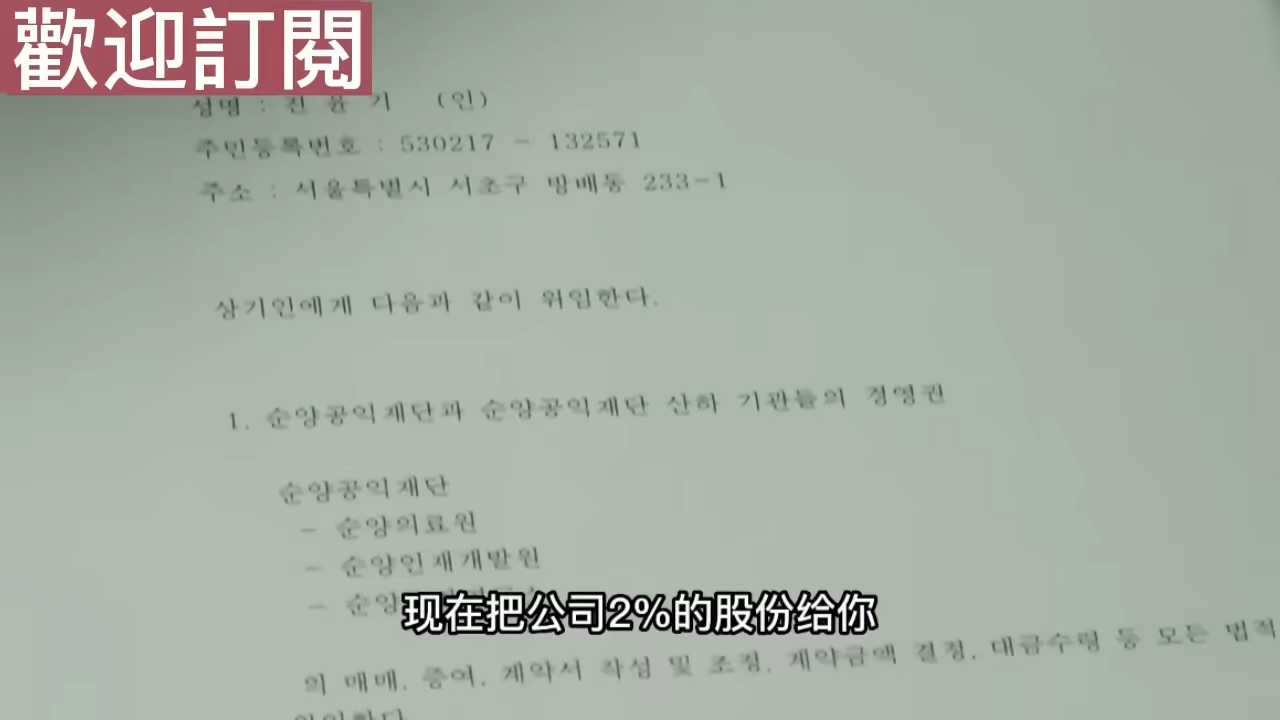 歡迎訂閱
성명 : 진 윤 기 (인)
주민등록번호 : 530217 - 132571
주소 : 서울특별시 서초구 방배동 233-1
상기인에게 다음과 같이 위임한다.
1. 순양공익재단과 순양공익재단 산하 기관들의 경영권
순양공익재단
- 순양의료원
- 순양인재개발원
- 순양
现在把公司2%的股份给你
의 매매, 증여, 계약서 작성 및 조정, 계약금액 결정, 대금수령 등 모든 법적